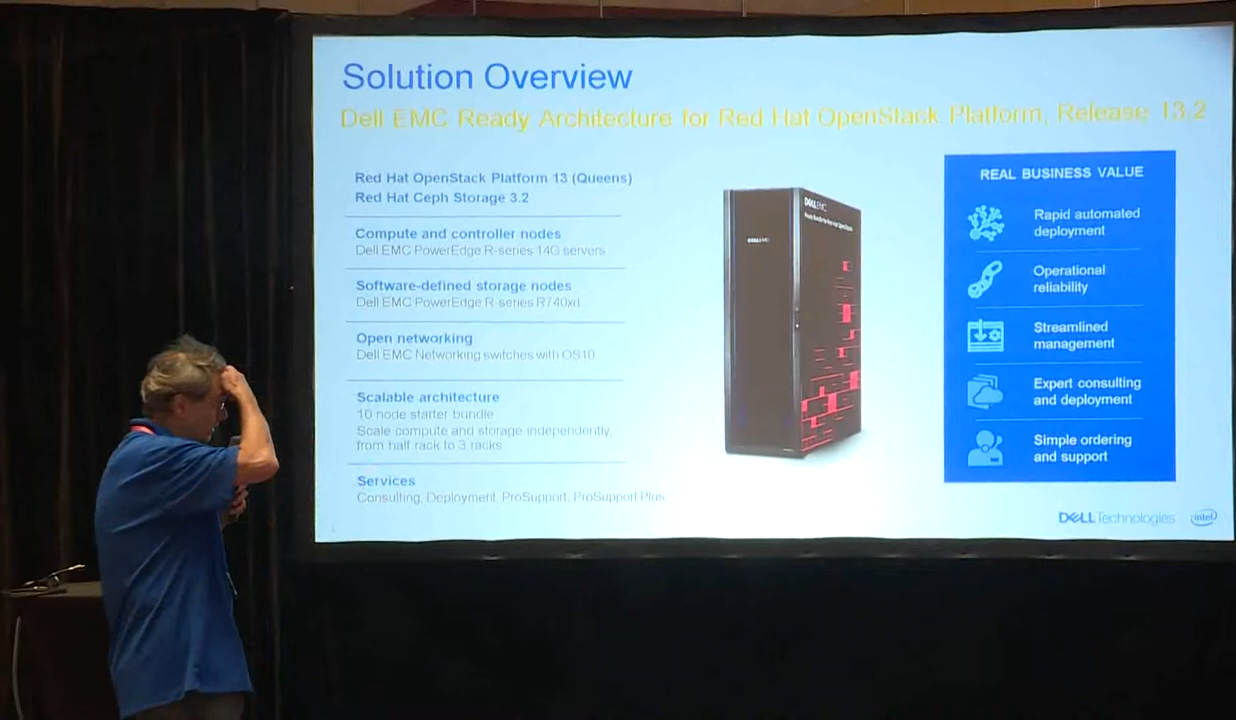 Solution Overview
Dell EMC Ready Architecture for Red Hat OpenStack Platform, Release 13.2
Red Hat OpenStack Platform 13 (Queens)
Red Hat Ceph Storage 3.2
Compute and controller nodes
Dell EMC PowerEdge R-series 14G servers
Software-defined storage nodes
Dell EMC PowerEdge R-series R740xd
Open networking
Dell EMC Networking switches with OS10
Scalable architecture
10 node starter bundle
Scale compute and storage independently,
from half rack to 3 racks
Services
Consulting, Deployment, ProSupport, ProSupport Plus
DELLEMC
DELLEMC
REAL BUSINESS VALUE
Rapid automated
deployment
Operational
reliability
Streamlined
management
Expert consulting
and deployment
Simple ordering
and support
DELLTechnologies
intel